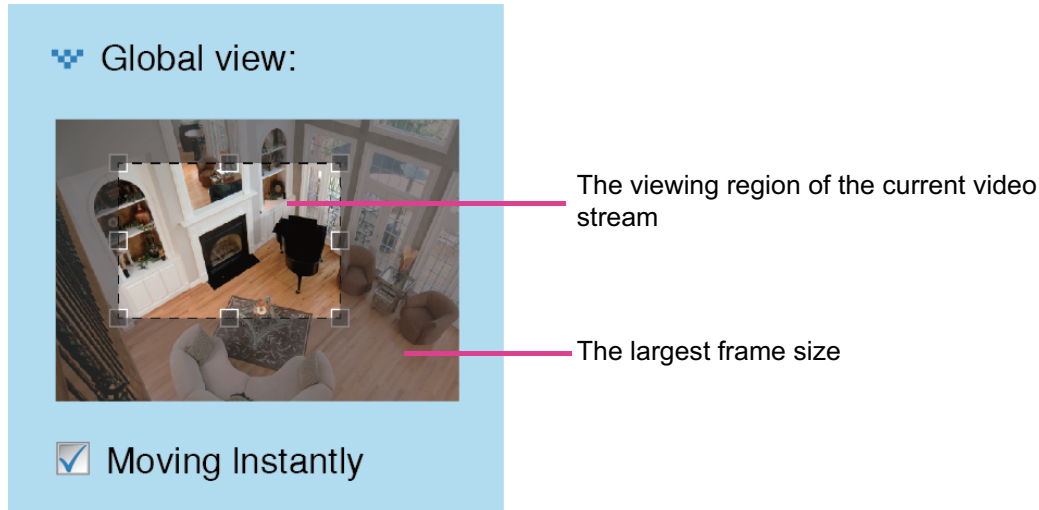 Global view:
The viewing region of the current video
stream
The largest frame size
Moving Instantly